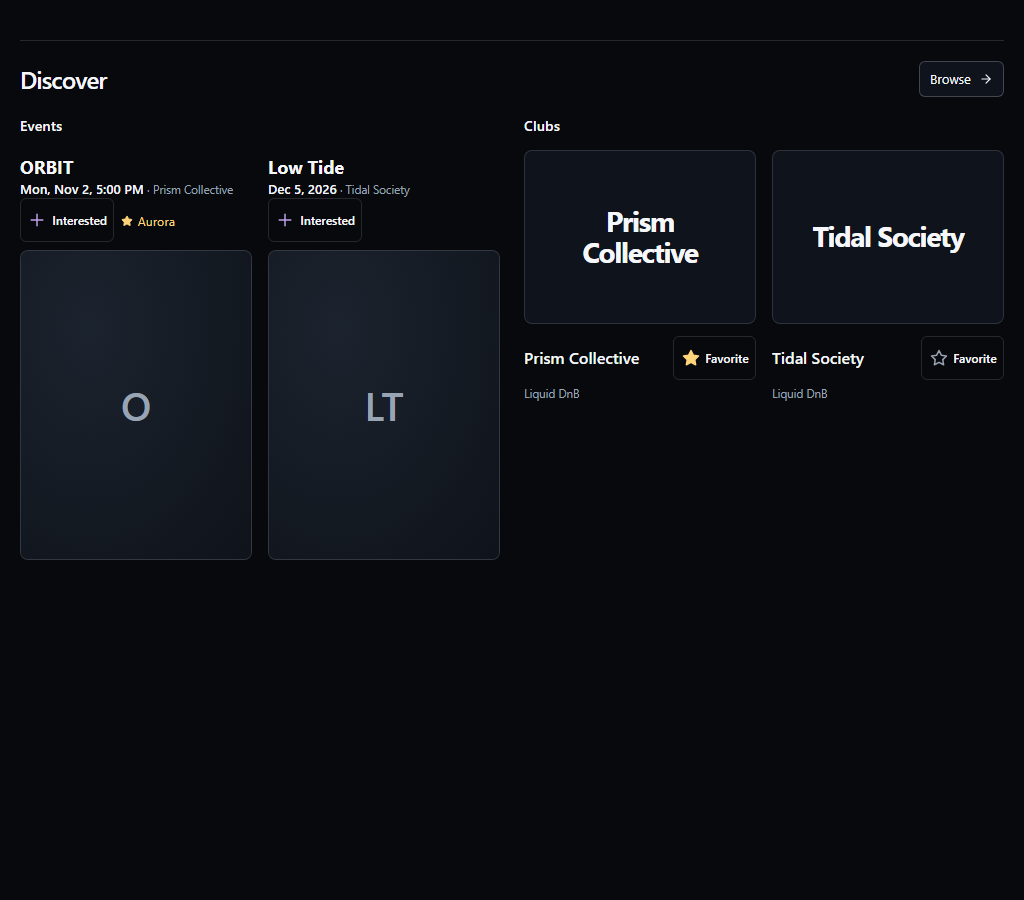 Discover
Browse
Events
ORBIT
Mon, Nov 2, 5:00 PM · Prism Collective
Interested
Aurora
O
Low Tide
Dec 5, 2026 · Tidal Society
Interested
LT
Clubs
Prism
Collective
Prism Collective
Favorite
Liquid DnB
Tidal Society
Tidal Society
Favorite
Liquid DnB